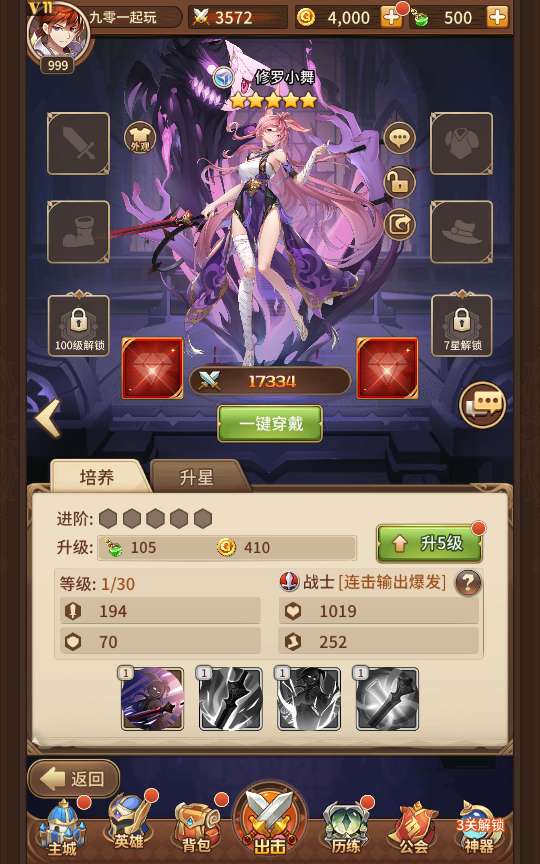 V11
九零一起玩
3572
4,000
500
999
修罗小舞
外观
100级解锁
7星解锁
17334
一键穿戴
培养
升星
进阶:
升级: 105 410
升5级
等级: 1/30
战士 [连击输出爆发]
?
194
1019
70
252
1
1
1
1
返回
主城
英雄
背包
出击
历练
公会
3关解锁
神器